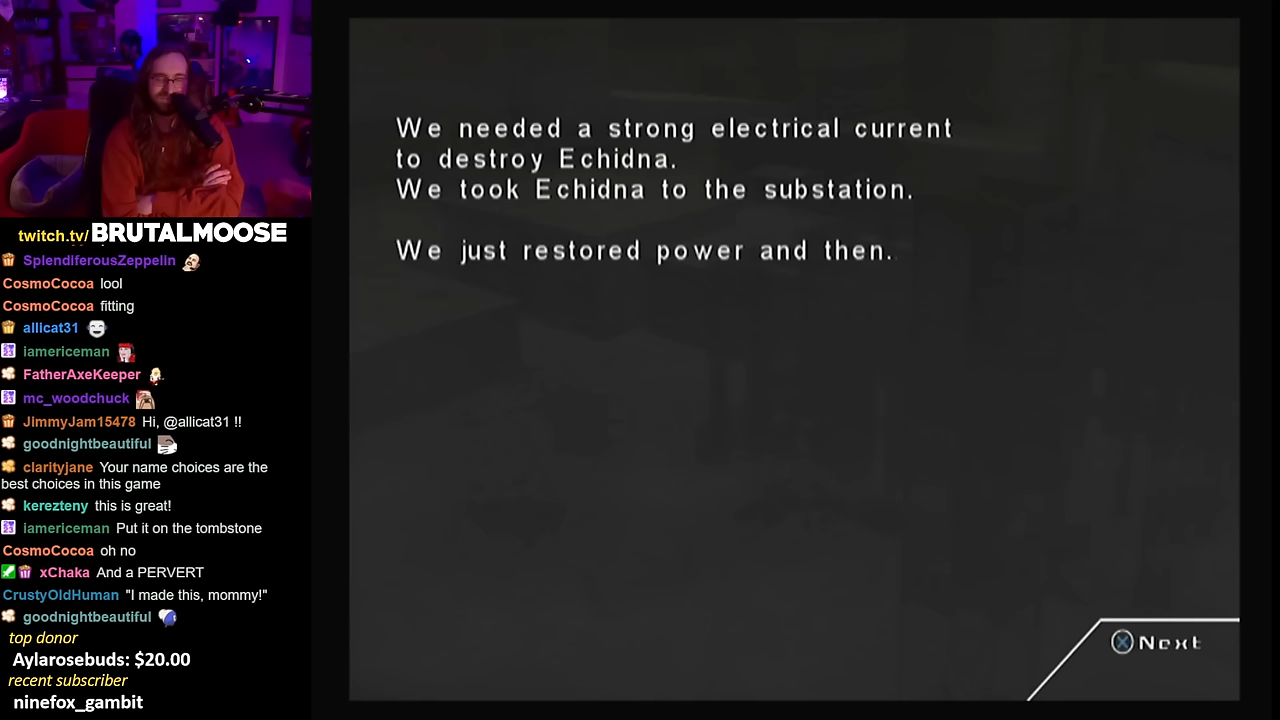 We needed a strong electrical current
to destroy Echidna.
We took Echidna to the substation.
We just restored power and then.
Next
twitch.tv/BRUTALMOOSE
SplendiferousZeppelin
CosmoCocoa lool
CosmoCocoa fitting
allicat31
iamericeman
FatherAxeKeeper
mc_woodchuck
JimmyJam15478 Hi, @allicat31 !!
goodnightbeautiful
clarityjane Your name choices are the
best choices in this game
kerezteny this is great!
iamericeman Put it on the tombstone
CosmoCocoa oh no
xChaka And a PERVERT
CrustyOldHuman "I made this, mommy!"
goodnightbeautiful
top donor
Aylarosebuds: $20.00
recent subscriber
ninefox_gambit